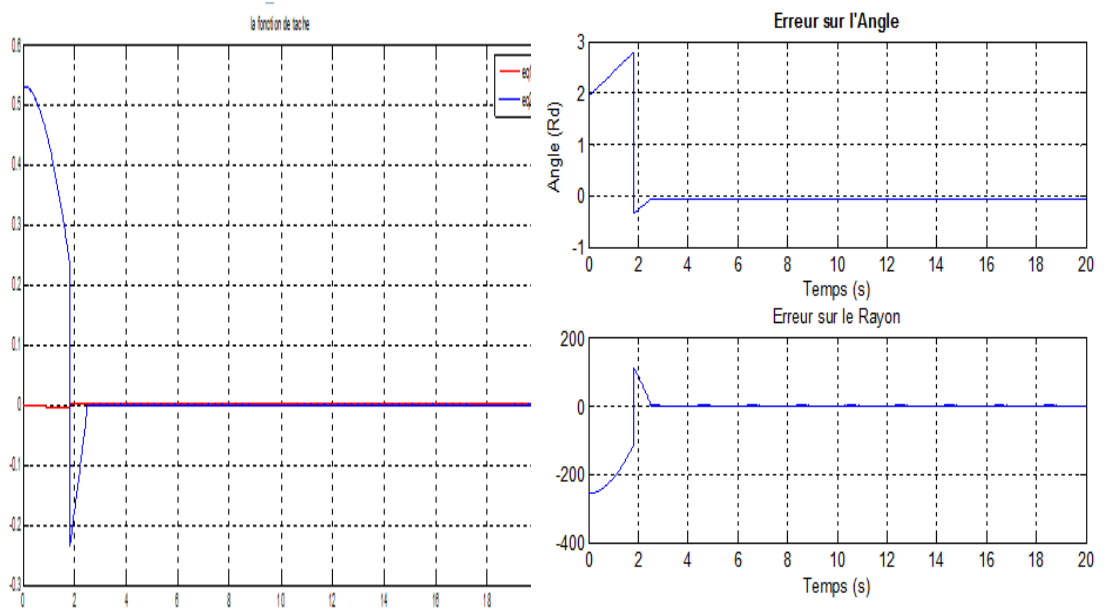 la fonction de tache
0.6
0.5
0.4
0.3
0.2
0.1
0
-0.1
-0.2
-0.3
0 2 4 6 8 10 12 14 16 18
Erreur sur l'Angle
Angle (Rd)
3
2
1
0
-1
0 2 4 6 8 10 12 14 16 18 20
Temps (s)
Erreur sur le Rayon
200
0
-200
-400
0 2 4 6 8 10 12 14 16 18 20
Temps (s)